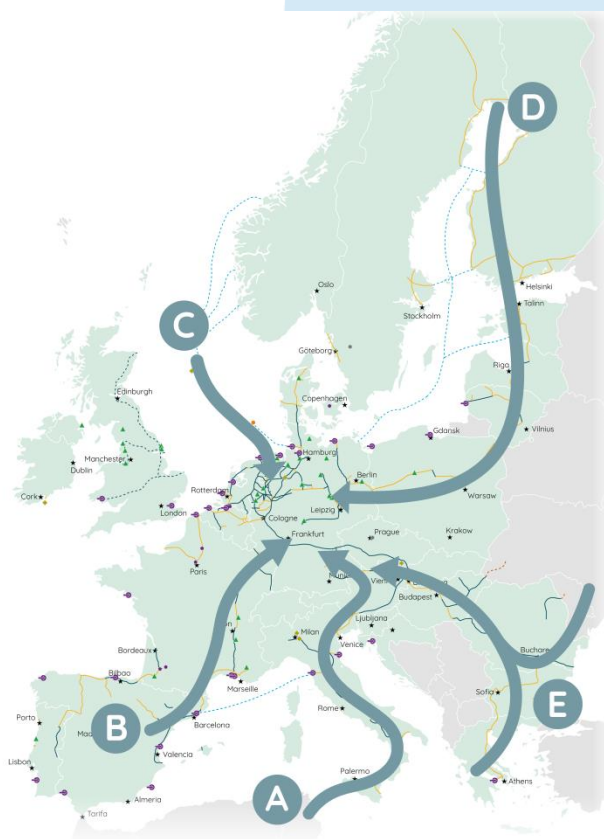 D
Oslo
Helsinki
Talinn
Stockholm
C
Göteborg
Riga
Edinburgh
Copenhagen
Vilnius
Gdansk
Hamburg
Manchester
Dublin
Berlin
Rotterdam
Warsaw
Cork
London
Leipzig
Cologne
Frankfurt
Prague
Krakow
Paris
Budapest
Ljubljana
Milan
Venice
Bordeaux
Bilbao
Marseille
Sofia
E
Rome
Porto
B
Barcelona
Valencia
Lisbon
Palermo
Athens
A
Almeria
Tarifa